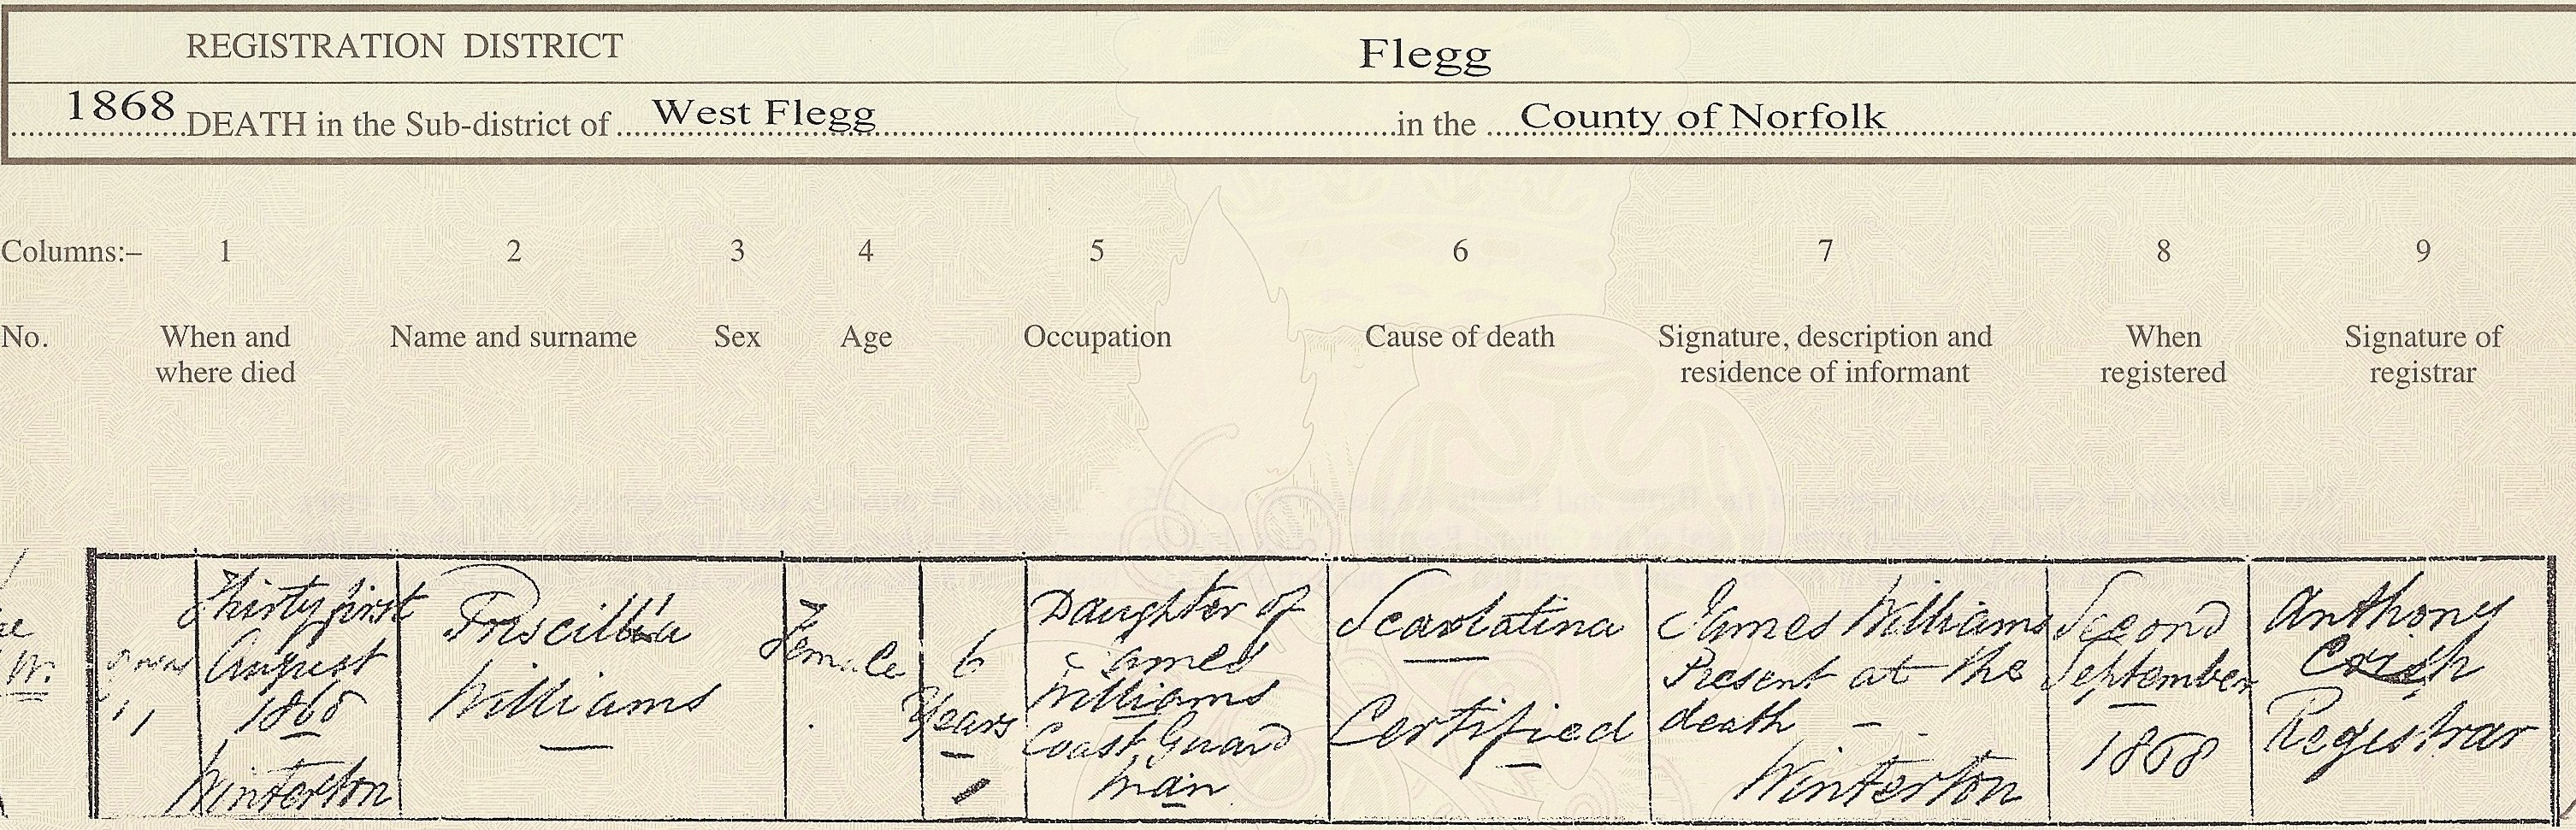 REGISTRATION DISTRICT Flegg
1868 DEATH in the Sub-district of West Flegg in the County of Norfolk
Columns:– 1 2 3 4 5 6 7 8 9
No. When and where died Name and surname Sex Age Occupation Cause of death Signature, description and residence of informant When registered Signature of registrar
Thirty first
August
1868
Winterton
Priscilla
Williams
Female
6
Years
Daughter of
James
Williams
Coast Guard
man
Scarlatina
Certified
James Williams
Present at the
death
Winterton
Second
September
1868
Anthony
Crisp
Registrar